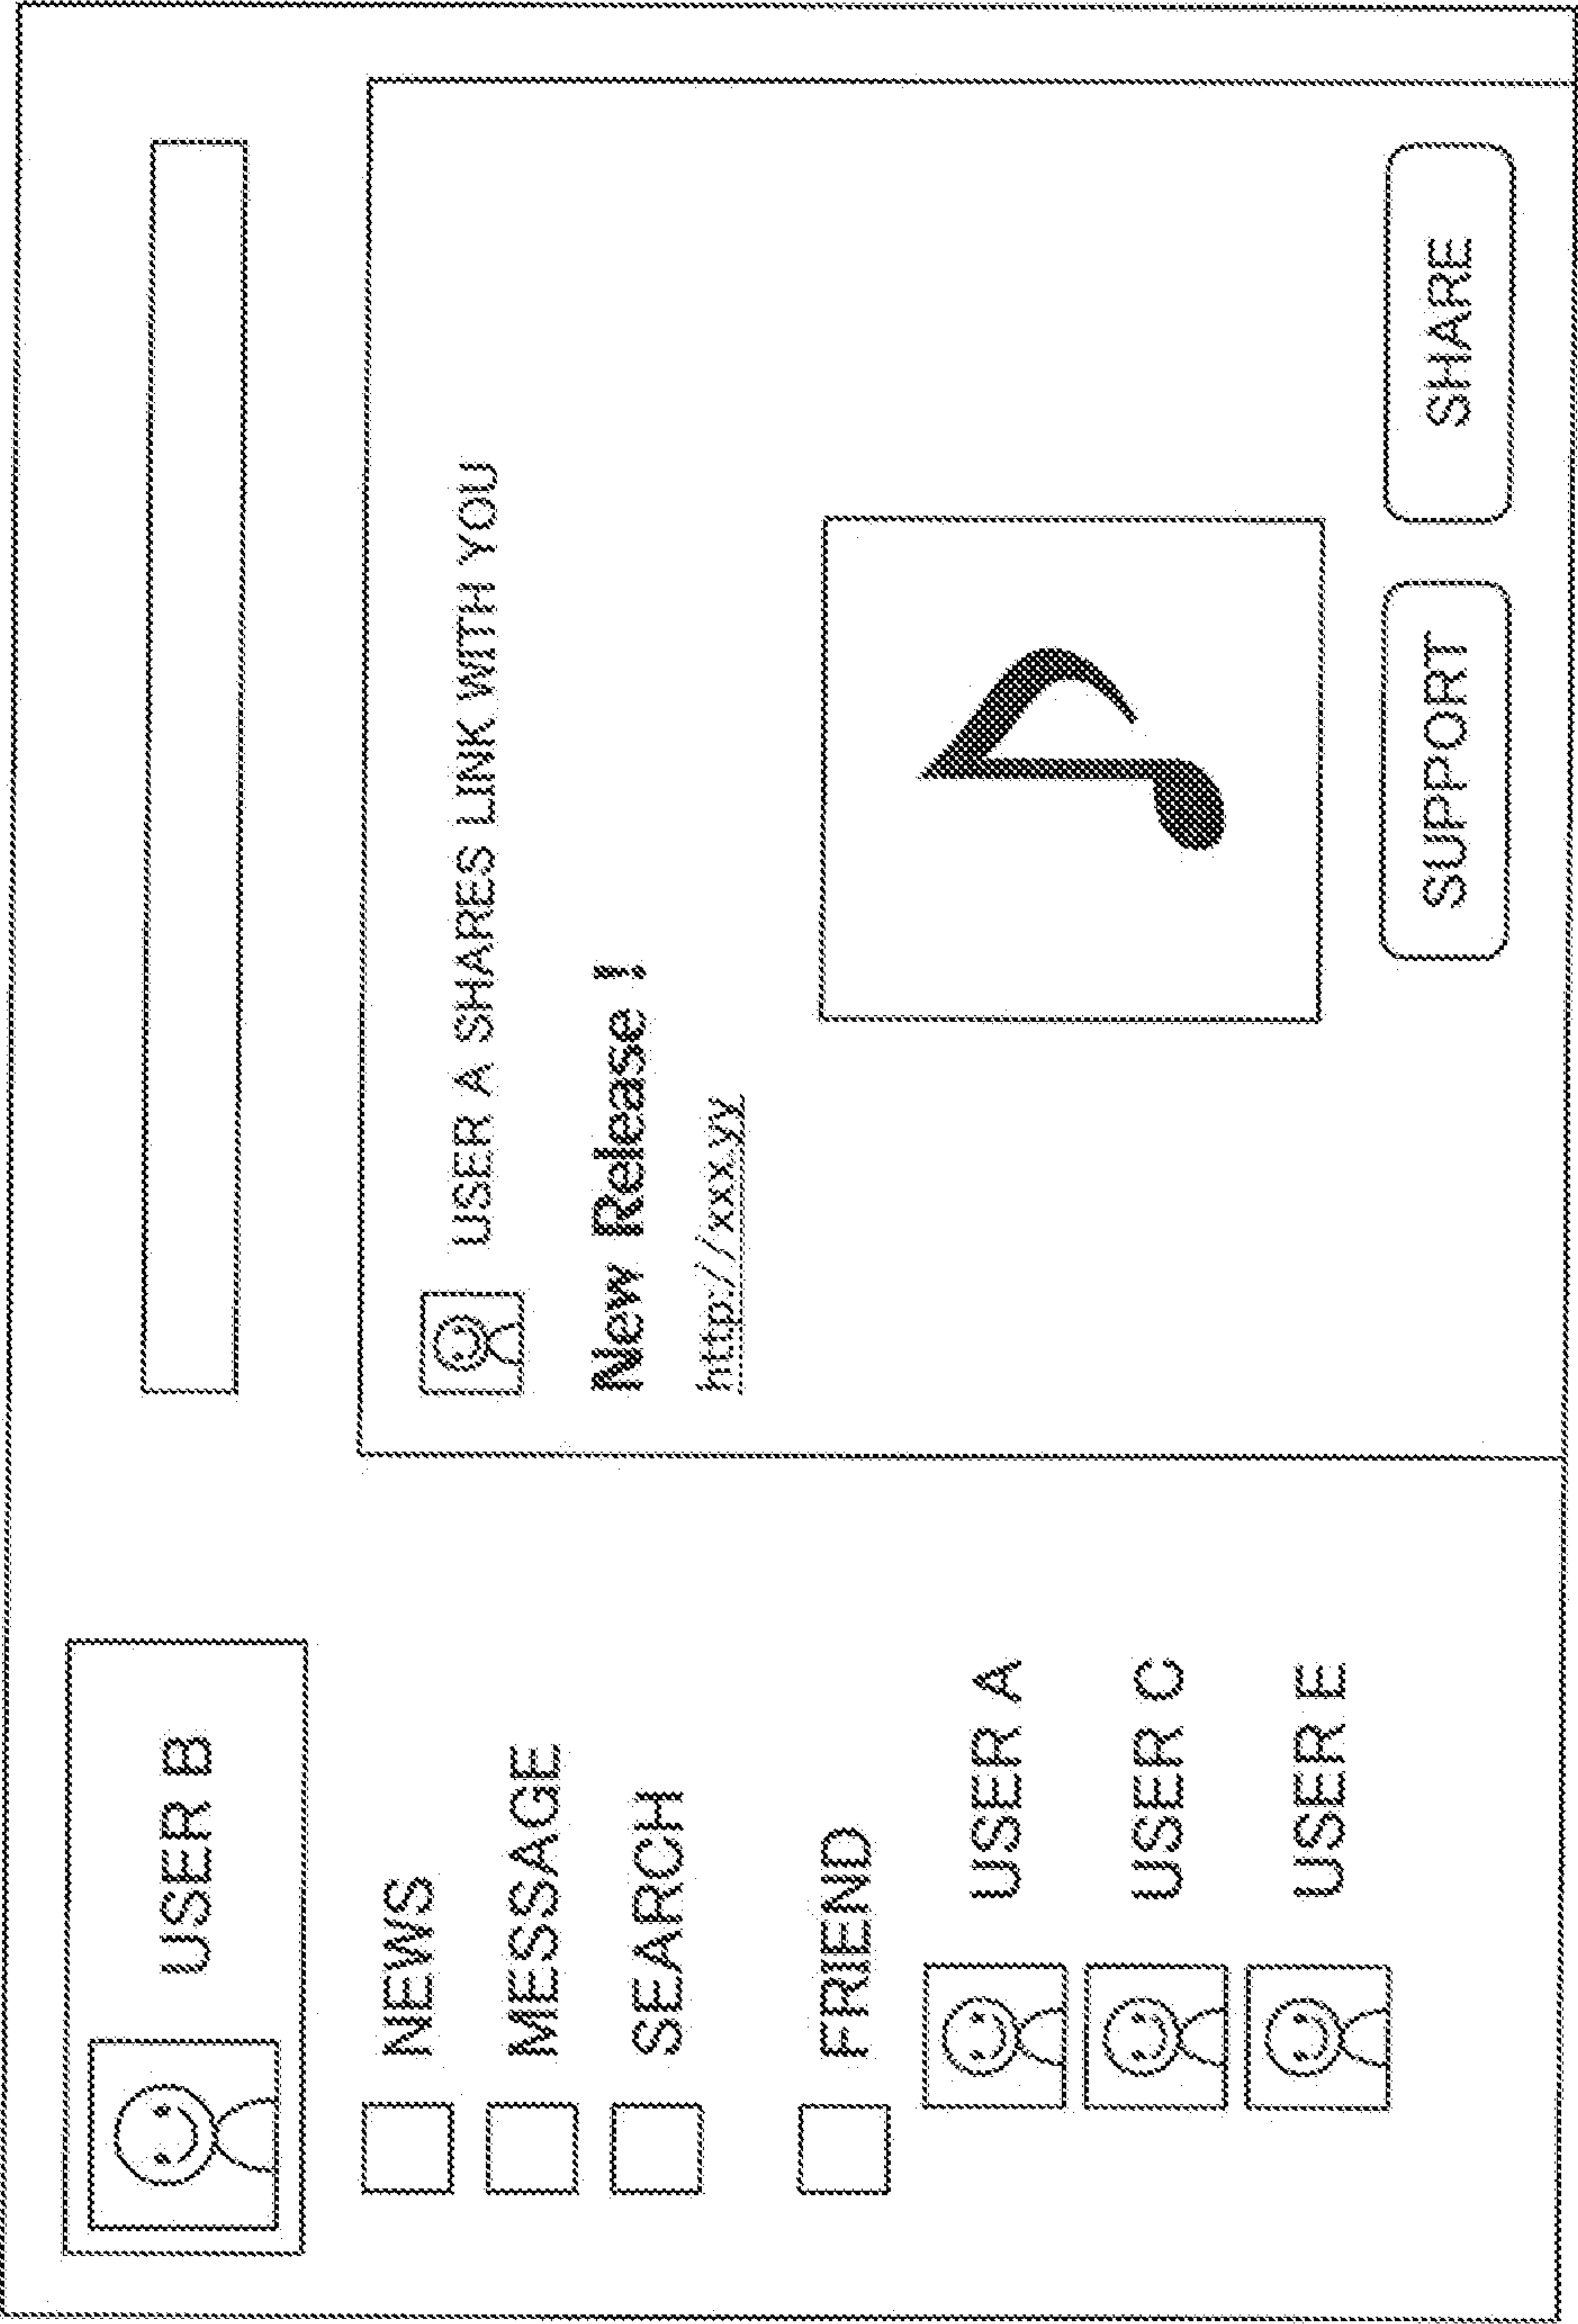 USER B
NEWS
MESSAGE
SEARCH
FRIEND
USER A
USER C
USER E
USER A SHARES LINK WITH YOU
New Release !
http://xxx.yy
SUPPORT
SHARE